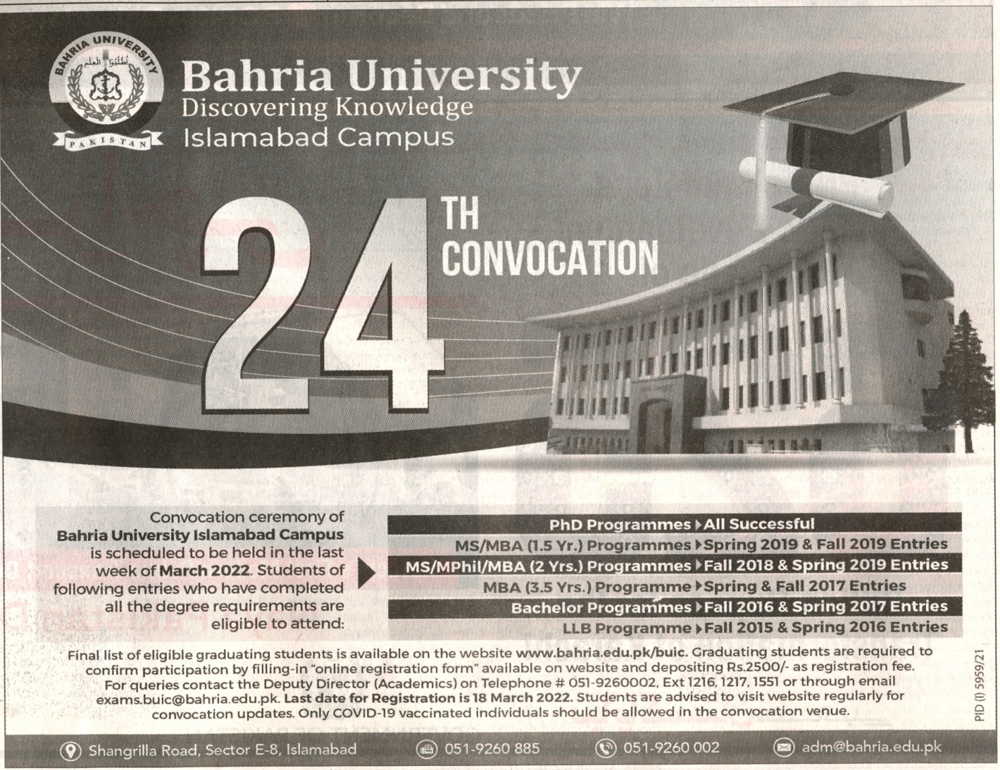 BAHRIA UNIVERSITY
اُطْلُبُوا الْعِلْمَ
PAKISTAN
Bahria University
Discovering Knowledge
Islamabad Campus
24TH
CONVOCATION
Convocation ceremony of
Bahria University Islamabad Campus
is scheduled to be held in the last
week of March 2022. Students of
following entries who have completed
all the degree requirements are
eligible to attend:
PhD Programmes All Successful
MS/MBA (1.5 Yr.) Programmes Spring 2019 & Fall 2019 Entries
MS/MPhil/MBA (2 Yrs.) Programmes Fall 2018 & Spring 2019 Entries
MBA (3.5 Yrs.) Programme Spring & Fall 2017 Entries
Bachelor Programmes Fall 2016 & Spring 2017 Entries
LLB Programme Fall 2015 & Spring 2016 Entries
Final list of eligible graduating students is available on the website www.bahria.edu.pk/buic. Graduating students are required to
confirm participation by filling-in "online registration form" available on website and depositing Rs.2500/- as registration fee.
For queries contact the Deputy Director (Academics) on Telephone # 051-9260002, Ext 1216, 1217, 1551 or through email
exams.buic@bahria.edu.pk. Last date for Registration is 18 March 2022. Students are advised to visit website regularly for
convocation updates. Only COVID-19 vaccinated individuals should be allowed in the convocation venue.
PID (I) 5959/21
Shangrilla Road, Sector E-8, Islamabad
051-9260 885
051-9260 002
adm@bahria.edu.pk